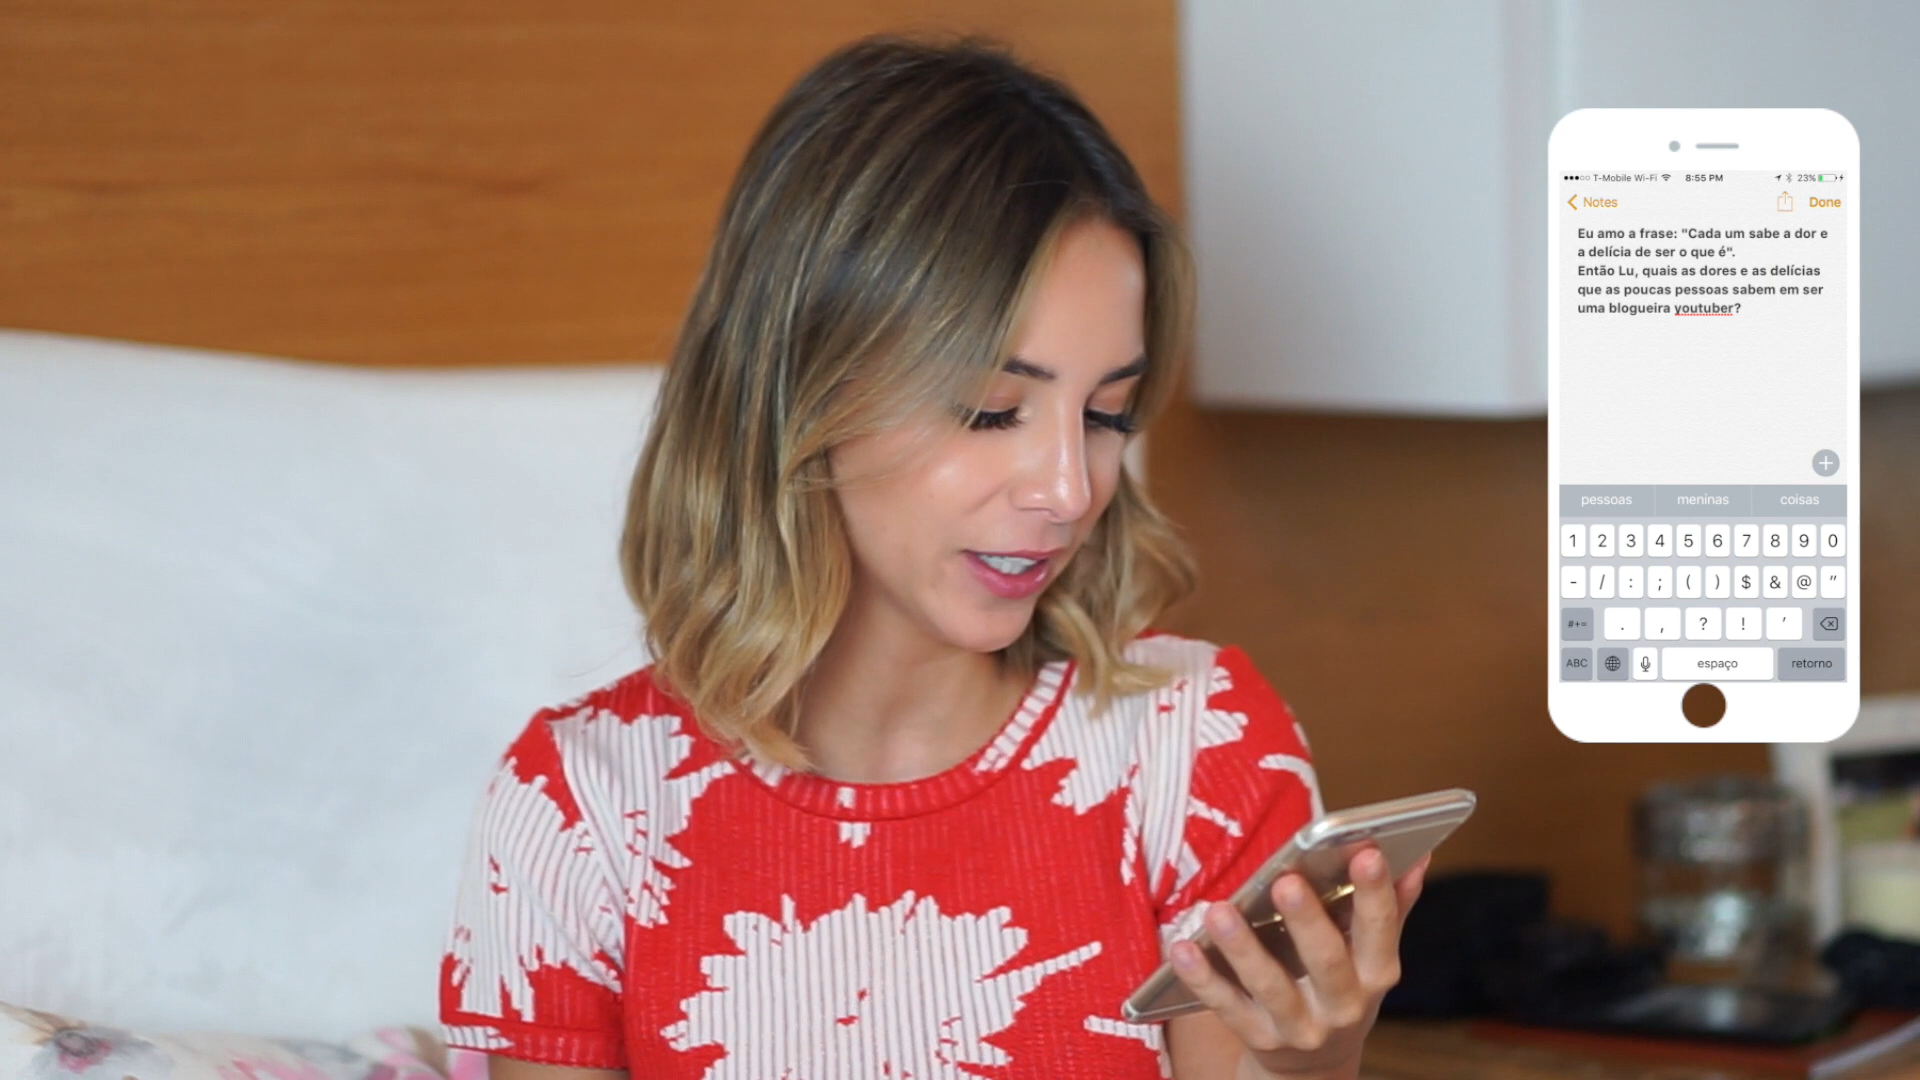 T-Mobile Wi-Fi 8:55 PM 23%
Notes Done
Eu amo a frase: "Cada um sabe a dor e
a delícia de ser o que é".
Então Lu, quais as dores e as delícias
que as poucas pessoas sabem em ser
uma blogueira youtuber?
pessoas meninas coisas
1 2 3 4 5 6 7 8 9 0
- / : ; ( ) $ & @ "
#+= . , ? ! ' 
ABC espaço retorno